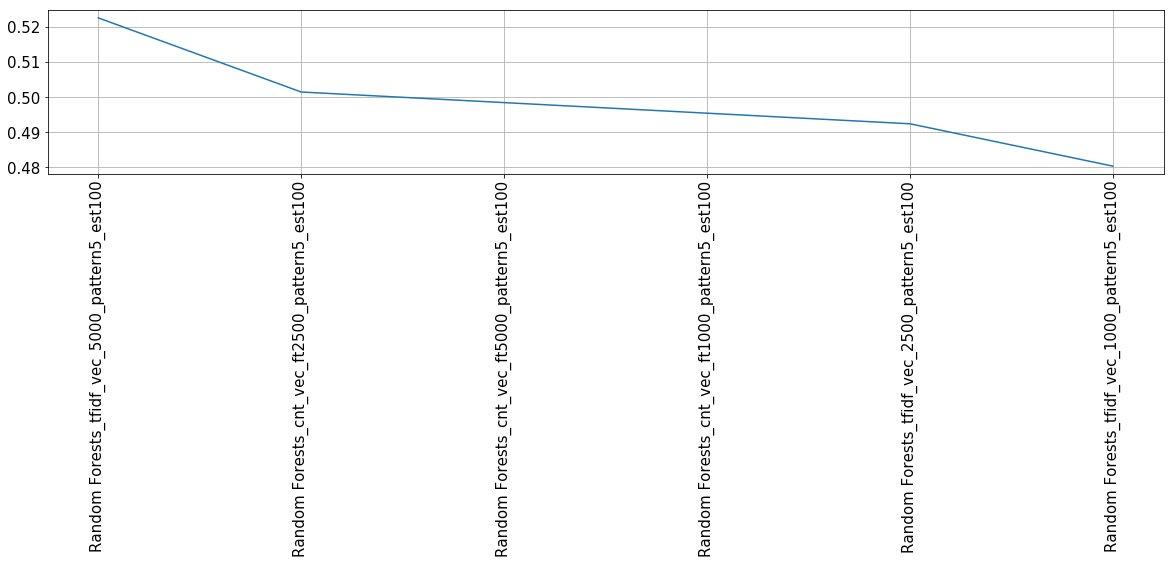 0.52
0.51
0.50
0.49
0.48
Random Forests_tfidf_vec_5000_pattern5_est100
Random Forests_cnt_vec_ft2500_pattern5_est100
Random Forests_cnt_vec_ft5000_pattern5_est100
Random Forests_cnt_vec_ft1000_pattern5_est100
Random Forests_tfidf_vec_2500_pattern5_est100
Random Forests_tfidf_vec_1000_pattern5_est100